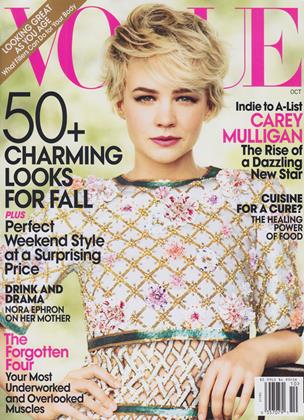 LOOKING GREAT
AS YOU AGE
What Fillers Can Do for Your Body
VOGUE
OCT
50+
CHARMING
LOOKS
FOR FALL
PLUS
Perfect
Weekend Style
at a Surprising
Price
DRINK AND
DRAMA
NORA EPHRON
ON HER MOTHER
The
Forgotten
Four
Your Most
Underworked
and Overlooked
Muscles
Indie to A-List
CAREY
MULLIGAN
The Rise of
a Dazzling
New Star
CUISINE
FOR A CURE?
THE HEALING
POWER
OF FOOD